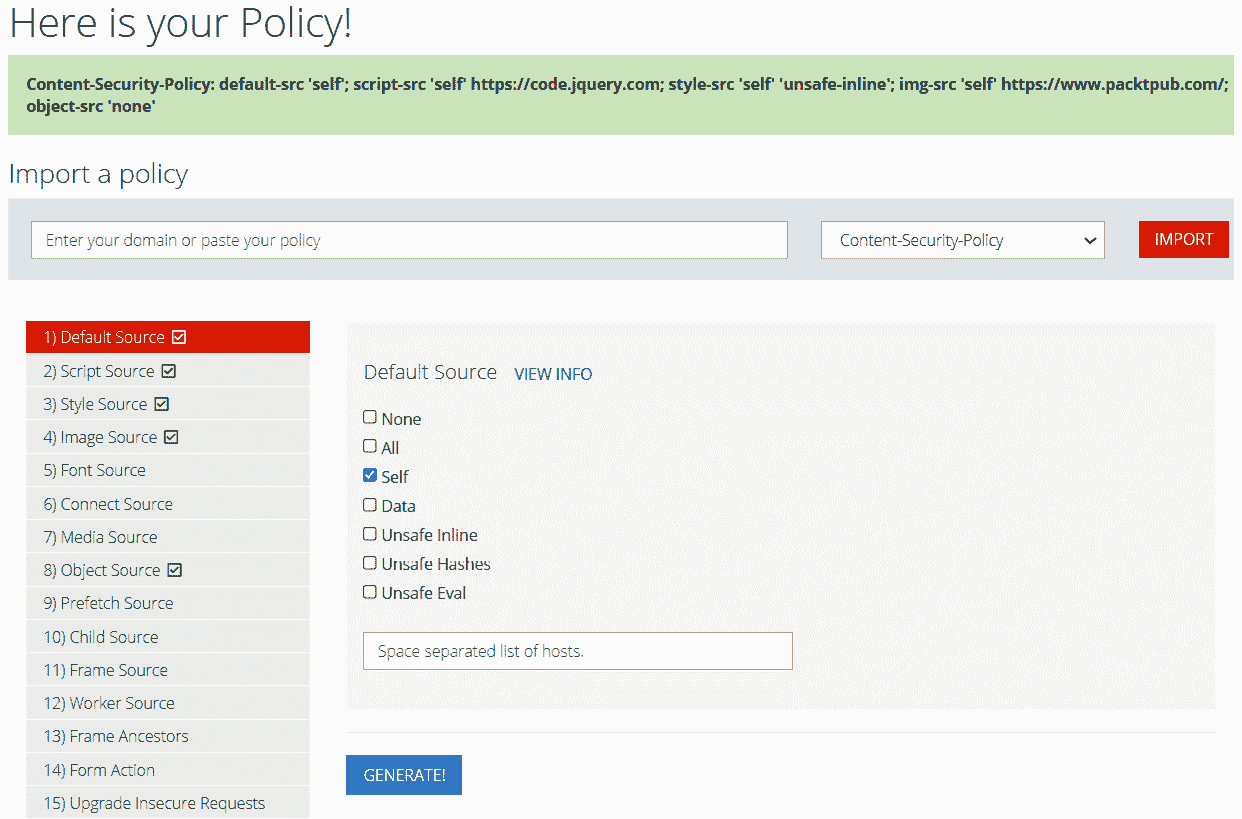 Here is your Policy!
Content-Security-Policy: default-src 'self'; script-src 'self' https://code.jquery.com; style-src 'self' 'unsafe-inline'; img-src 'self' https://www.packtpub.com/;
object-src 'none'
Import a policy
Enter your domain or paste your policy
Content-Security-Policy
IMPORT
1) Default Source
2) Script Source
3) Style Source
4) Image Source
5) Font Source
6) Connect Source
7) Media Source
8) Object Source
9) Prefetch Source
10) Child Source
11) Frame Source
12) Worker Source
13) Frame Ancestors
14) Form Action
15) Upgrade Insecure Requests
Default Source VIEW INFO
None
All
Self
Data
Unsafe Inline
Unsafe Hashes
Unsafe Eval
Space separated list of hosts.
GENERATE!